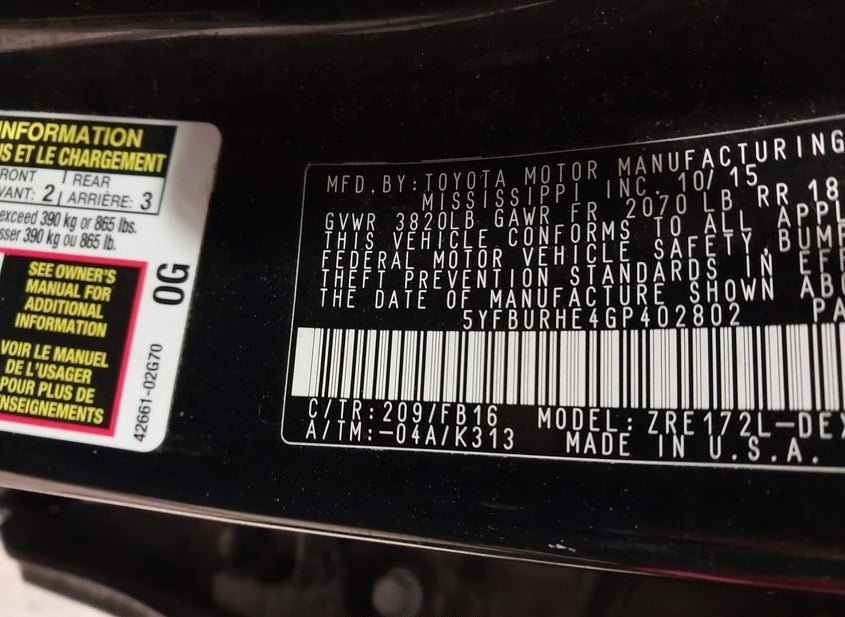 INFORMATION
S ET LE CHARGEMENT
FRONT
VANT: 2
REAR
ARRIÈRE: 3
exceed 390 kg or 865 lbs.
sser 390 kg ou 865 lb.
SEE OWNER'S
MANUAL FOR
ADDITIONAL
INFORMATION
VOIR LE MANUEL
DE L'USAGER
POUR PLUS DE
NSEIGNEMENTS
0G
42661-02G70
MFD.BY:TOYOTA MOTOR MANUFACTURING
MISSISSIPPI INC. 10/15
GVWR 3820LB GAWR FR 2070 LB RR 18
THIS VEHICLE CONFORMS TO ALL APPL
FEDERAL MOTOR VEHICLE SAFETY, BUMP
THEFT PREVENTION STANDARDS IN EFF
THE DATE OF MANUFACTURE SHOWN ABO
5YFBURHE4GP402802 PA
C/TR:209/FB16 MODEL:ZRE172L-DEX
A/TM:-04A/K313 MADE IN U.S.A.